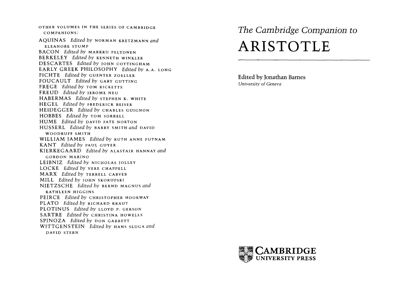 OTHER VOLUMES IN THE SERIES OF CAMBRIDGE
COMPANIONS:
AQUINAS Edited by NORMAN KRETZMANN and
ELEONORE STUMP
BACON Edited by MARKKU PELTONEN
BERKELEY Edited by KENNETH WINKLER
DESCARTES Edited by JOHN COTTINGHAM
EARLY GREEK PHILOSOPHY Edited by A.A. LONG
FICHTE Edited by GUENTER ZOELLER
FOUCAULT Edited by GARY GUTTING
FREGE Edited by TOM RICKETTS
FREUD Edited by JEROME NEU
HABERMAS Edited by STEPHEN K. WHITE
HEGEL Edited by FREDERICK BEISER
HEIDEGGER Edited by CHARLES GUIGNON
HOBBES Edited by TOM SORRELL
HUME Edited by DAVID FATE NORTON
HUSSERL Edited by BARRY SMITH and DAVID
WOODRUFF SMITH
WILLIAM JAMES Edited by RUTH ANNE PUTNAM
KANT Edited by PAUL GUYER
KIERKEGAARD Edited by ALASTAIR HANNAY and
GORDON MARINO
LEIBNIZ Edited by NICHOLAS JOLLEY
LOCKE Edited by VERE CHAPPELL
MARX Edited by TERRELL CARVER
MILL Edited by JOHN SKORUPSKI
NIETZSCHE Edited by BERND MAGNUS and
KATHLEEN HIGGINS
PEIRCE Edited by CHRISTOPHER HOOKWAY
PLATO Edited by RICHARD KRAUT
PLOTINUS Edited by LLOYD P. GERSON
SARTRE Edited by CHRISTINA HOWELLS
SPINOZA Edited by DON GARRETT
WITTGENSTEIN Edited by HANS SLUGA and
DAVID STERN
The Cambridge Companion to
ARISTOTLE
Edited by Jonathan Barnes
University of Geneva
CAMBRIDGE
UNIVERSITY PRESS